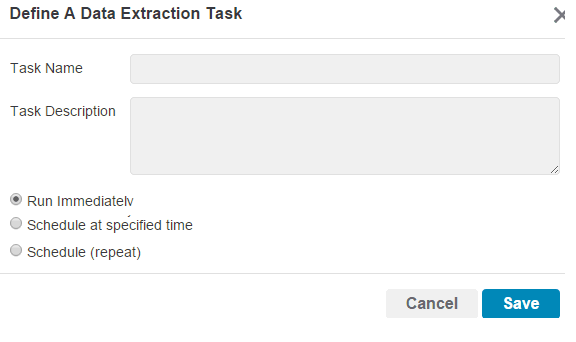 Define A Data Extraction Task
Task Name
Task Description
Run Immediately
Schedule at specified time
Schedule (repeat)
Cancel Save